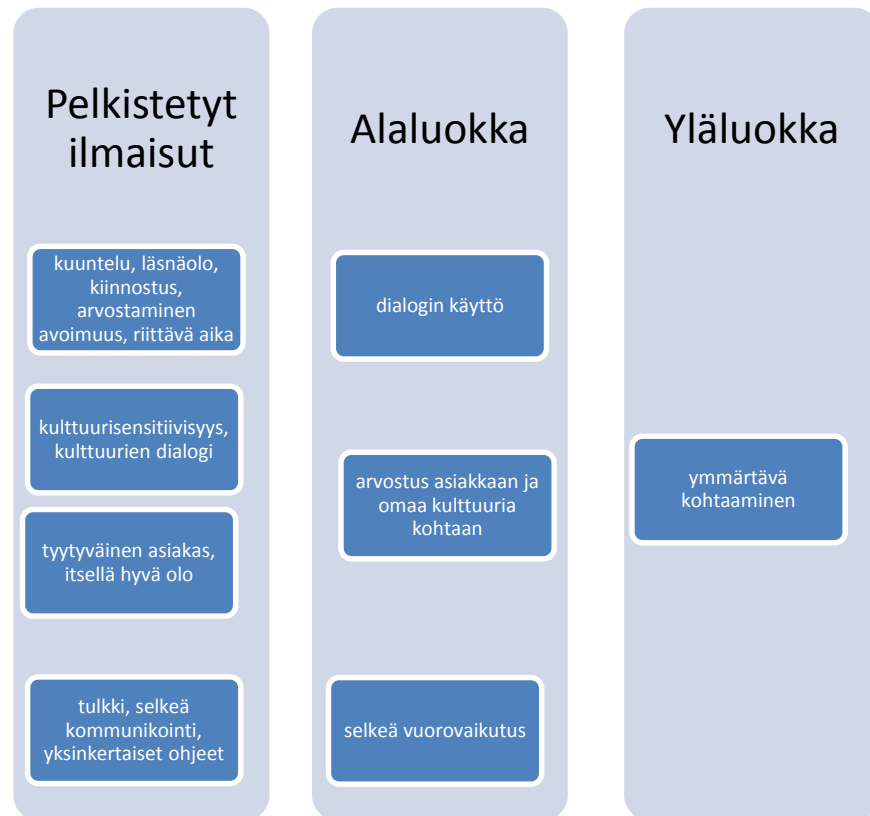 Pelkistetyt
ilmaisut
kuuntelu, läsnäolo,
kiinnostus,
arvostaminen
avoimuus, riittävä aika
kulttuurisensitiivisyys,
kulttuurien dialogi
tyytyväinen asiakas,
itsellä hyvä olo
tulkki, selkeä
kommunikointi,
yksinkertaiset ohjeet
Alaluokka
dialogin käyttö
arvostus asiakkaan ja
omaa kulttuuria
kohtaan
selkeä vuorovaikutus
Yläluokka
ymmärtävä
kohtaaminen